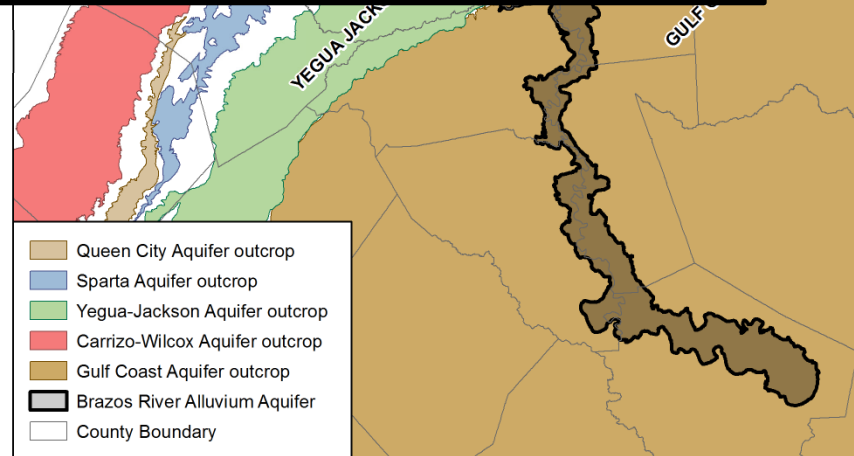 YEGUA JACK
GULF
Queen City Aquifer outcrop
Sparta Aquifer outcrop
Yegua-Jackson Aquifer outcrop
Carrizo-Wilcox Aquifer outcrop
Gulf Coast Aquifer outcrop
Brazos River Alluvium Aquifer
County Boundary